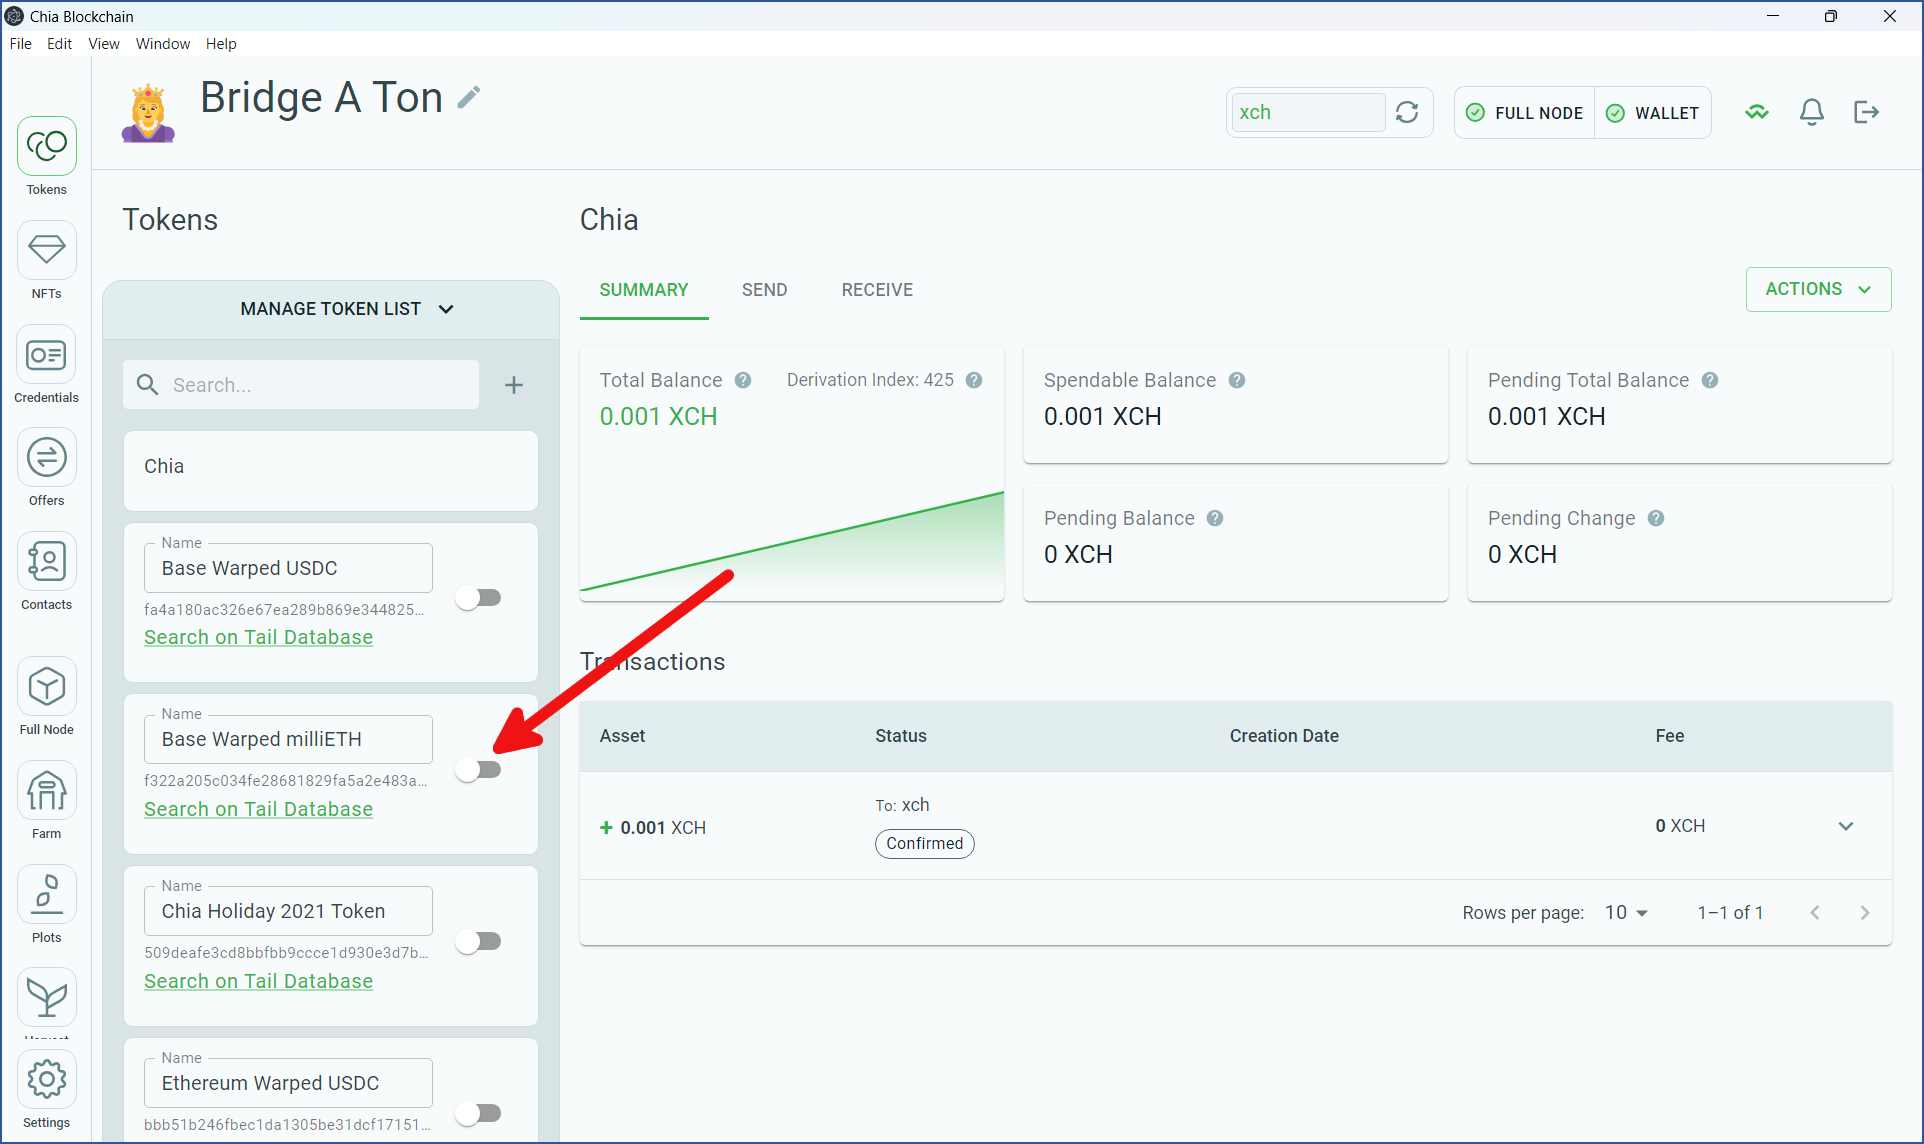 Chia Blockchain
File Edit View Window Help
Bridge A Ton
xch
FULL NODE
WALLET
Tokens
NFTs
Credentials
Offers
Contacts
Full Node
Farm
Plots
Settings
Tokens
MANAGE TOKEN LIST
Search...
Chia
Name
Base Warped USDC
fa4a180ac326e67ea289b869e344825...
Search on Tail Database
Name
Base Warped milliETH
f322a205c034fe28681829fa5a2e483a...
Search on Tail Database
Name
Chia Holiday 2021 Token
509deafe3cd8bbfbb9ccce1d930e3d7b...
Search on Tail Database
Name
Ethereum Warped USDC
bbb51b246fbec1da1305be31dcf17151...
Chia
SUMMARY SEND RECEIVE
ACTIONS
Total Balance
Derivation Index: 425
0.001 XCH
Spendable Balance
0.001 XCH
Pending Total Balance
0.001 XCH
Pending Balance
0 XCH
Pending Change
0 XCH
Transactions
Asset Status Creation Date Fee
+ 0.001 XCH
To: xch
Confirmed
0 XCH
Rows per page: 10 1–1 of 1